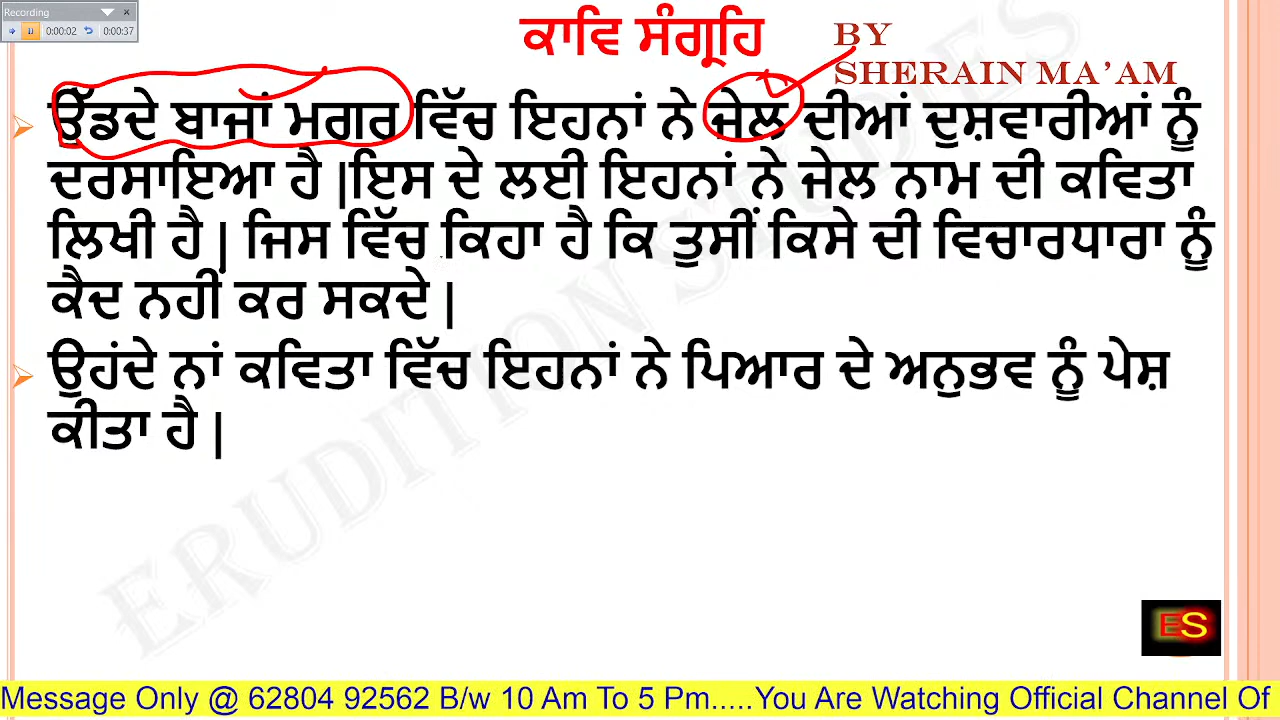 Recording
0:00:02
0:00:37
ਕਾਵਿ ਸੰਗ੍ਰਹਿ
BY
SHERAIN MA'AM
ਉੱਡਦੇ ਬਾਜਾਂ ਮਗਰ ਵਿੱਚ ਇਹਨਾਂ ਨੇ ਜੇਲ ਦੀਆਂ ਦੁਸ਼ਵਾਰੀਆਂ ਨੂੰ
ਦਰਸਾਇਆ ਹੈ |ਇਸ ਦੇ ਲਈ ਇਹਨਾਂ ਨੇ ਜੇਲ ਨਾਮ ਦੀ ਕਵਿਤਾ
ਲਿਖੀ ਹੈ | ਜਿਸ ਵਿੱਚ ਕਿਹਾ ਹੈ ਕਿ ਤੁਸੀਂ ਕਿਸੇ ਦੀ ਵਿਚਾਰਧਾਰਾ ਨੂੰ
ਕੈਦ ਨਹੀਂ ਕਰ ਸਕਦੇ |
ਉਹਾਂਦੇ ਨਾਂ ਕਵਿਤਾ ਵਿੱਚ ਇਹਨਾਂ ਨੇ ਪਿਆਰ ਦੇ ਅਨੁਭਵ ਨੂੰ ਪੇਸ਼
ਕੀਤਾ ਹੈ |
ERUDITION STUDIES
ES
Message Only @ 62804 92562 B/w 10 Am To 5 Pm.....You Are Watching Official Channel Of